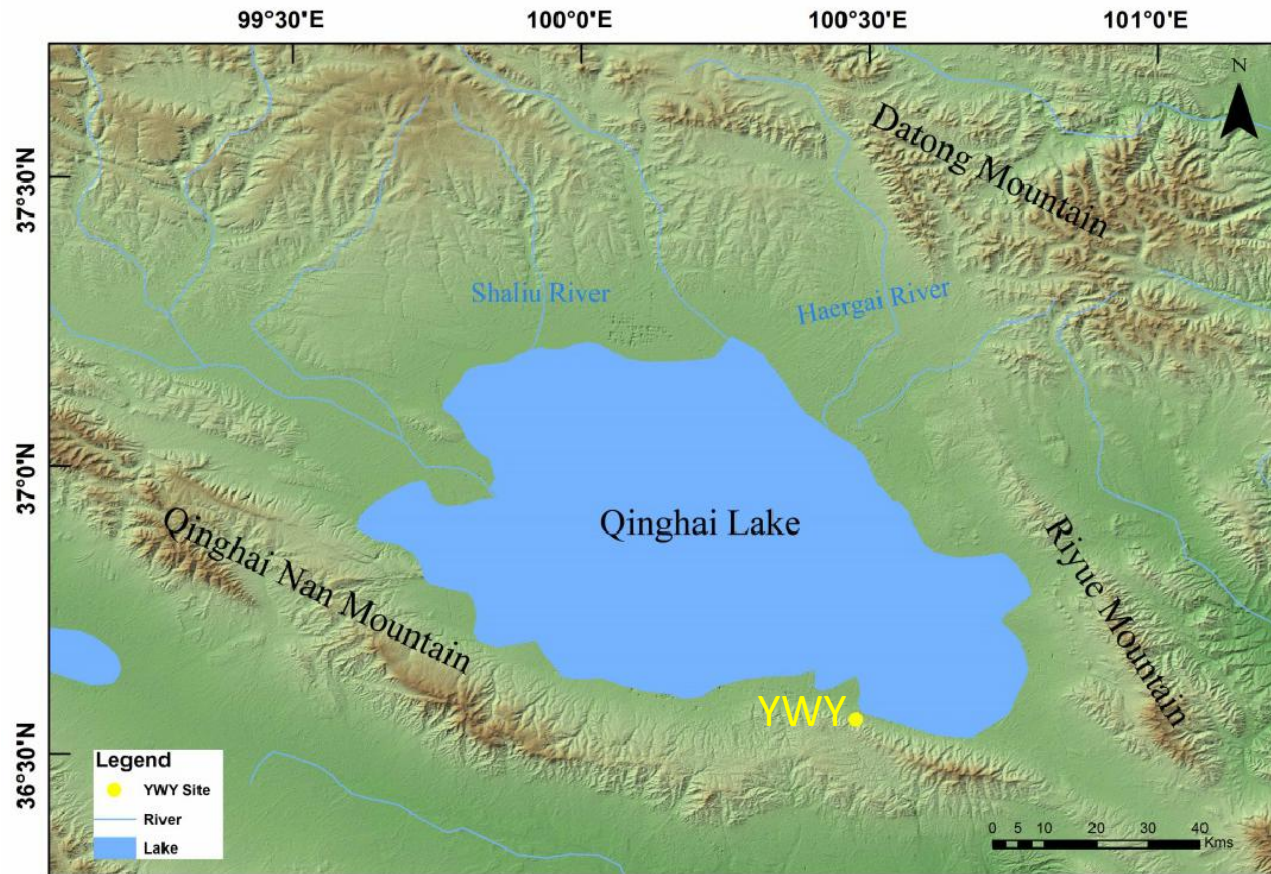 99°30'E
100°0'E
100°30'E
101°0'E
N
Datong Mountain
37°30'N
Shaliu River
Haergai River
37°0'N
Qinghai Lake
Qinghai Nan Mountain
Riyue Mountain
YWY
36°30'N
Legend
YWY Site
River
Lake
0 5 10 20 30 40
Kms